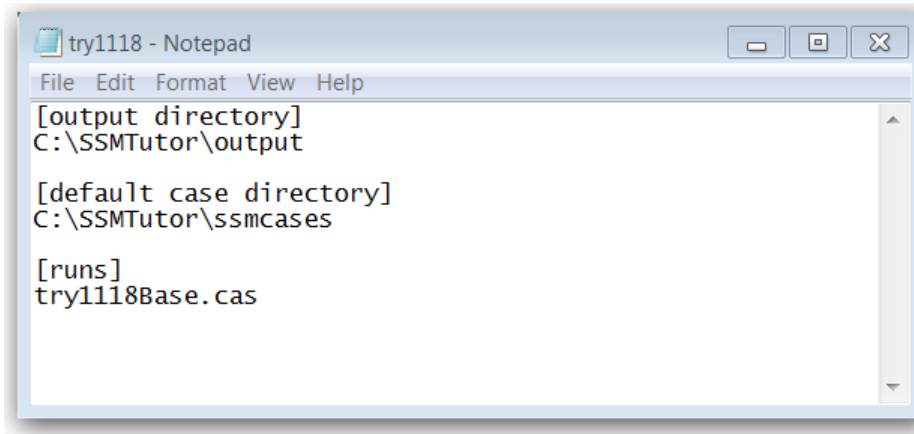 try1118 - Notepad
File Edit Format View Help
[output directory]
C:\SSMTutor\output
[default case directory]
C:\SSMTutor\ssmcases
[runs]
try1118Base.cas